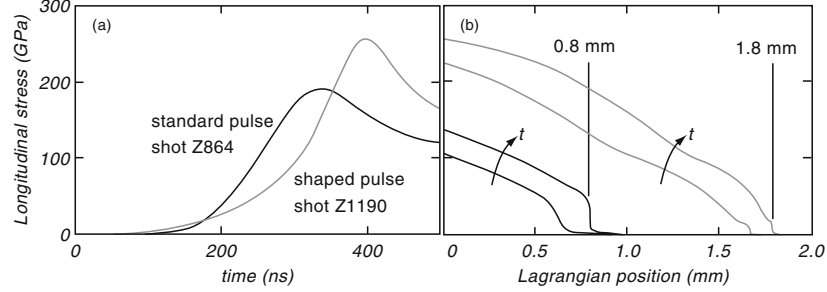 300
200
100
0
Longitudinal stress (GPa)
(a)
standard pulse
shot Z864
shaped pulse
shot Z1190
200
400
time (ns)
(b)
0.8 mm
1.8 mm
t
t
0
0.5
1.0
1.5
2.0
Lagrangian position (mm)